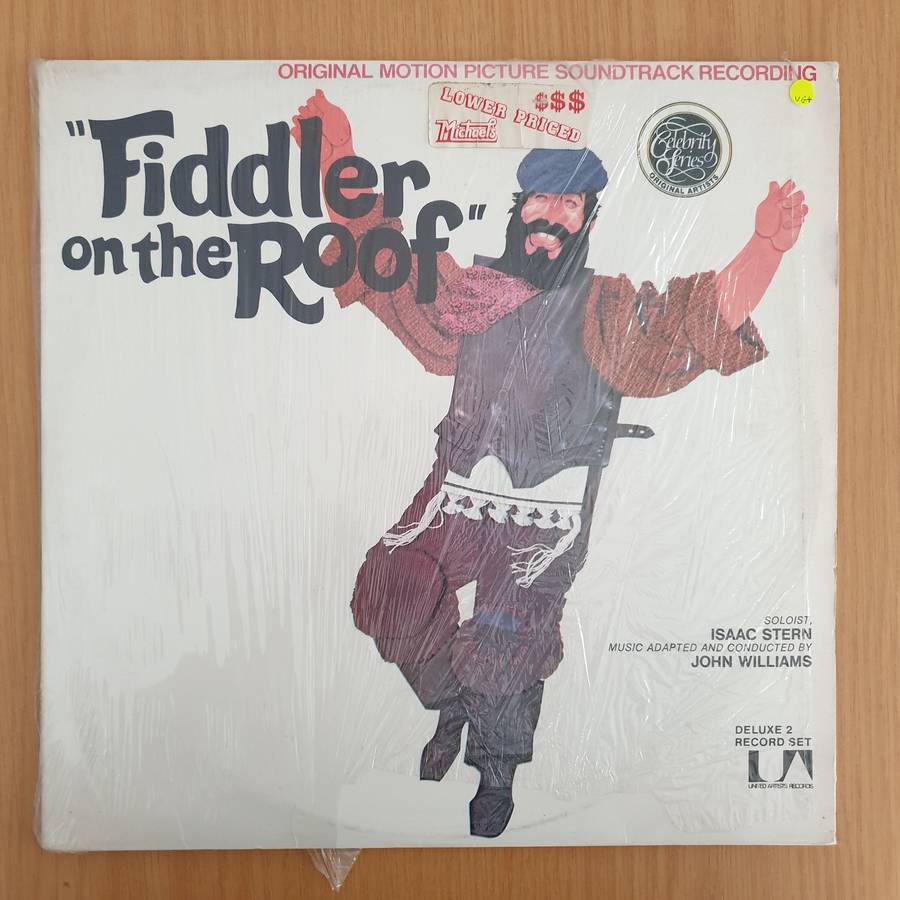 ORIGINAL MOTION PICTURE SOUNDTRACK RECORDING
VG+
LOWER PRICED $$$
Michael's
Celebrity
Series
ORIGINAL ARTISTS
"Fiddler
on the Roof"
SOLOIST,
ISAAC STERN
MUSIC ADAPTED AND CONDUCTED BY
JOHN WILLIAMS
DELUXE 2
RECORD SET
UA
UNITED ARTISTS RECORDS